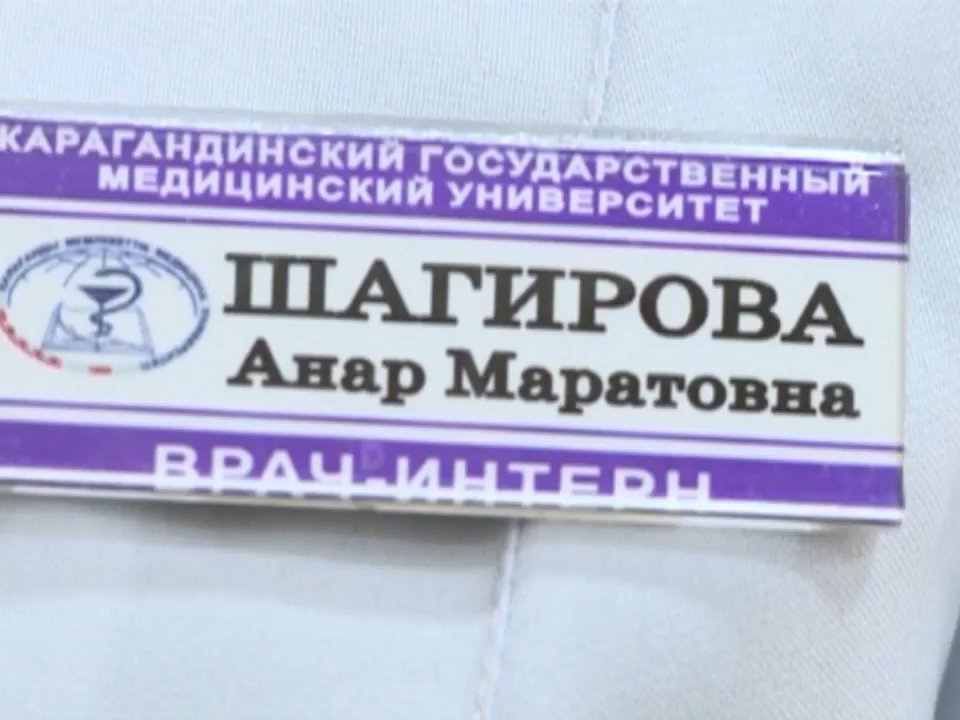 КАРАГАНДИНСКИЙ ГОСУДАРСТВЕННЫЙ
МЕДИЦИНСКИЙ УНИВЕРСИТЕТ
ШАГИРОВА
Анар Маратовна
ВРАЧ-ИНТЕРН